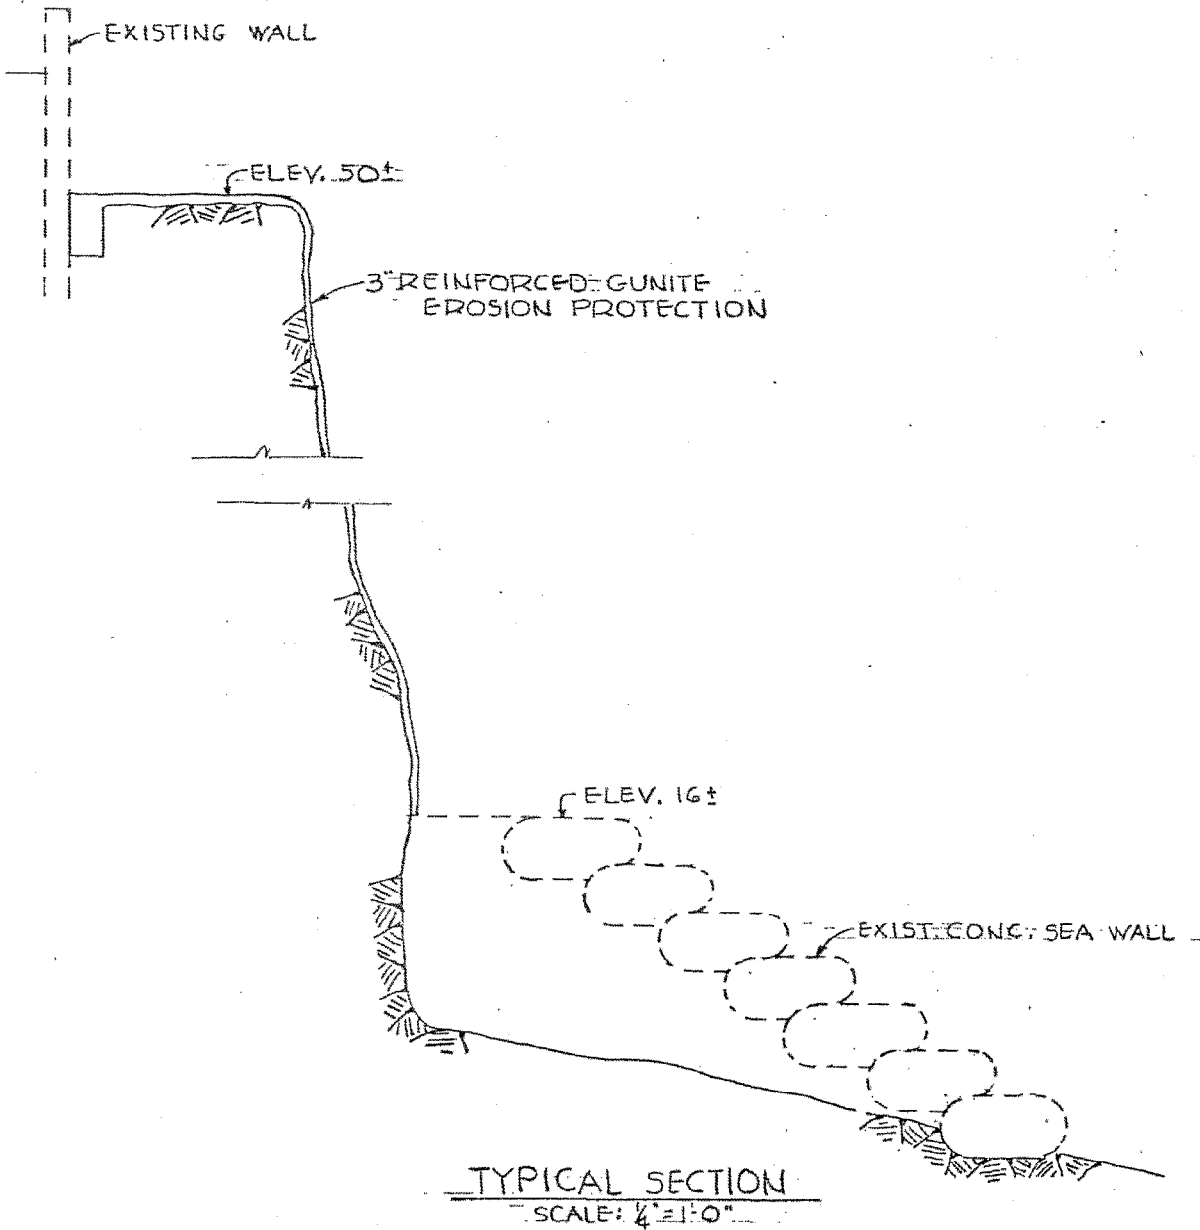 EXISTING WALL
ELEV. 50±
3" REINFORCED GUNITE
EROSION PROTECTION
ELEV. 16±
EXIST. CONC. SEA WALL
TYPICAL SECTION
SCALE: 1/4"=1'-0"